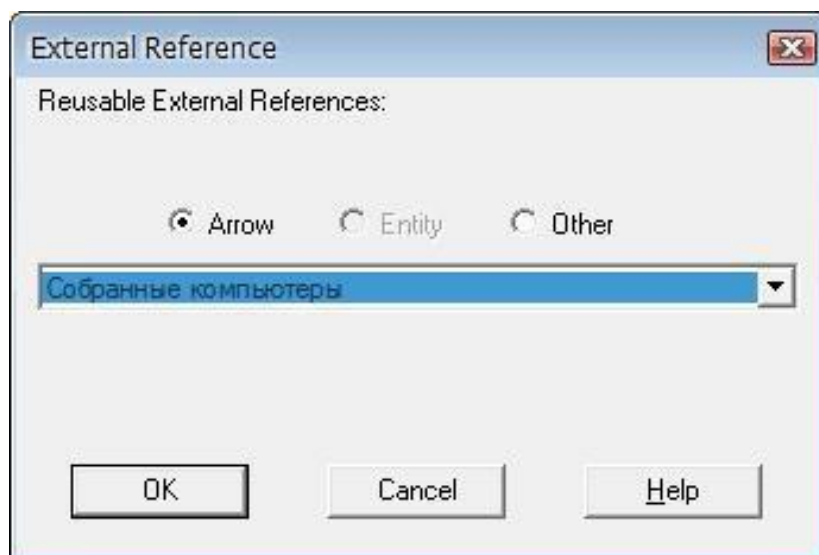 External Reference
Reusable External References:
Arrow Entity Other
Собранные компьютеры
OK Cancel Help